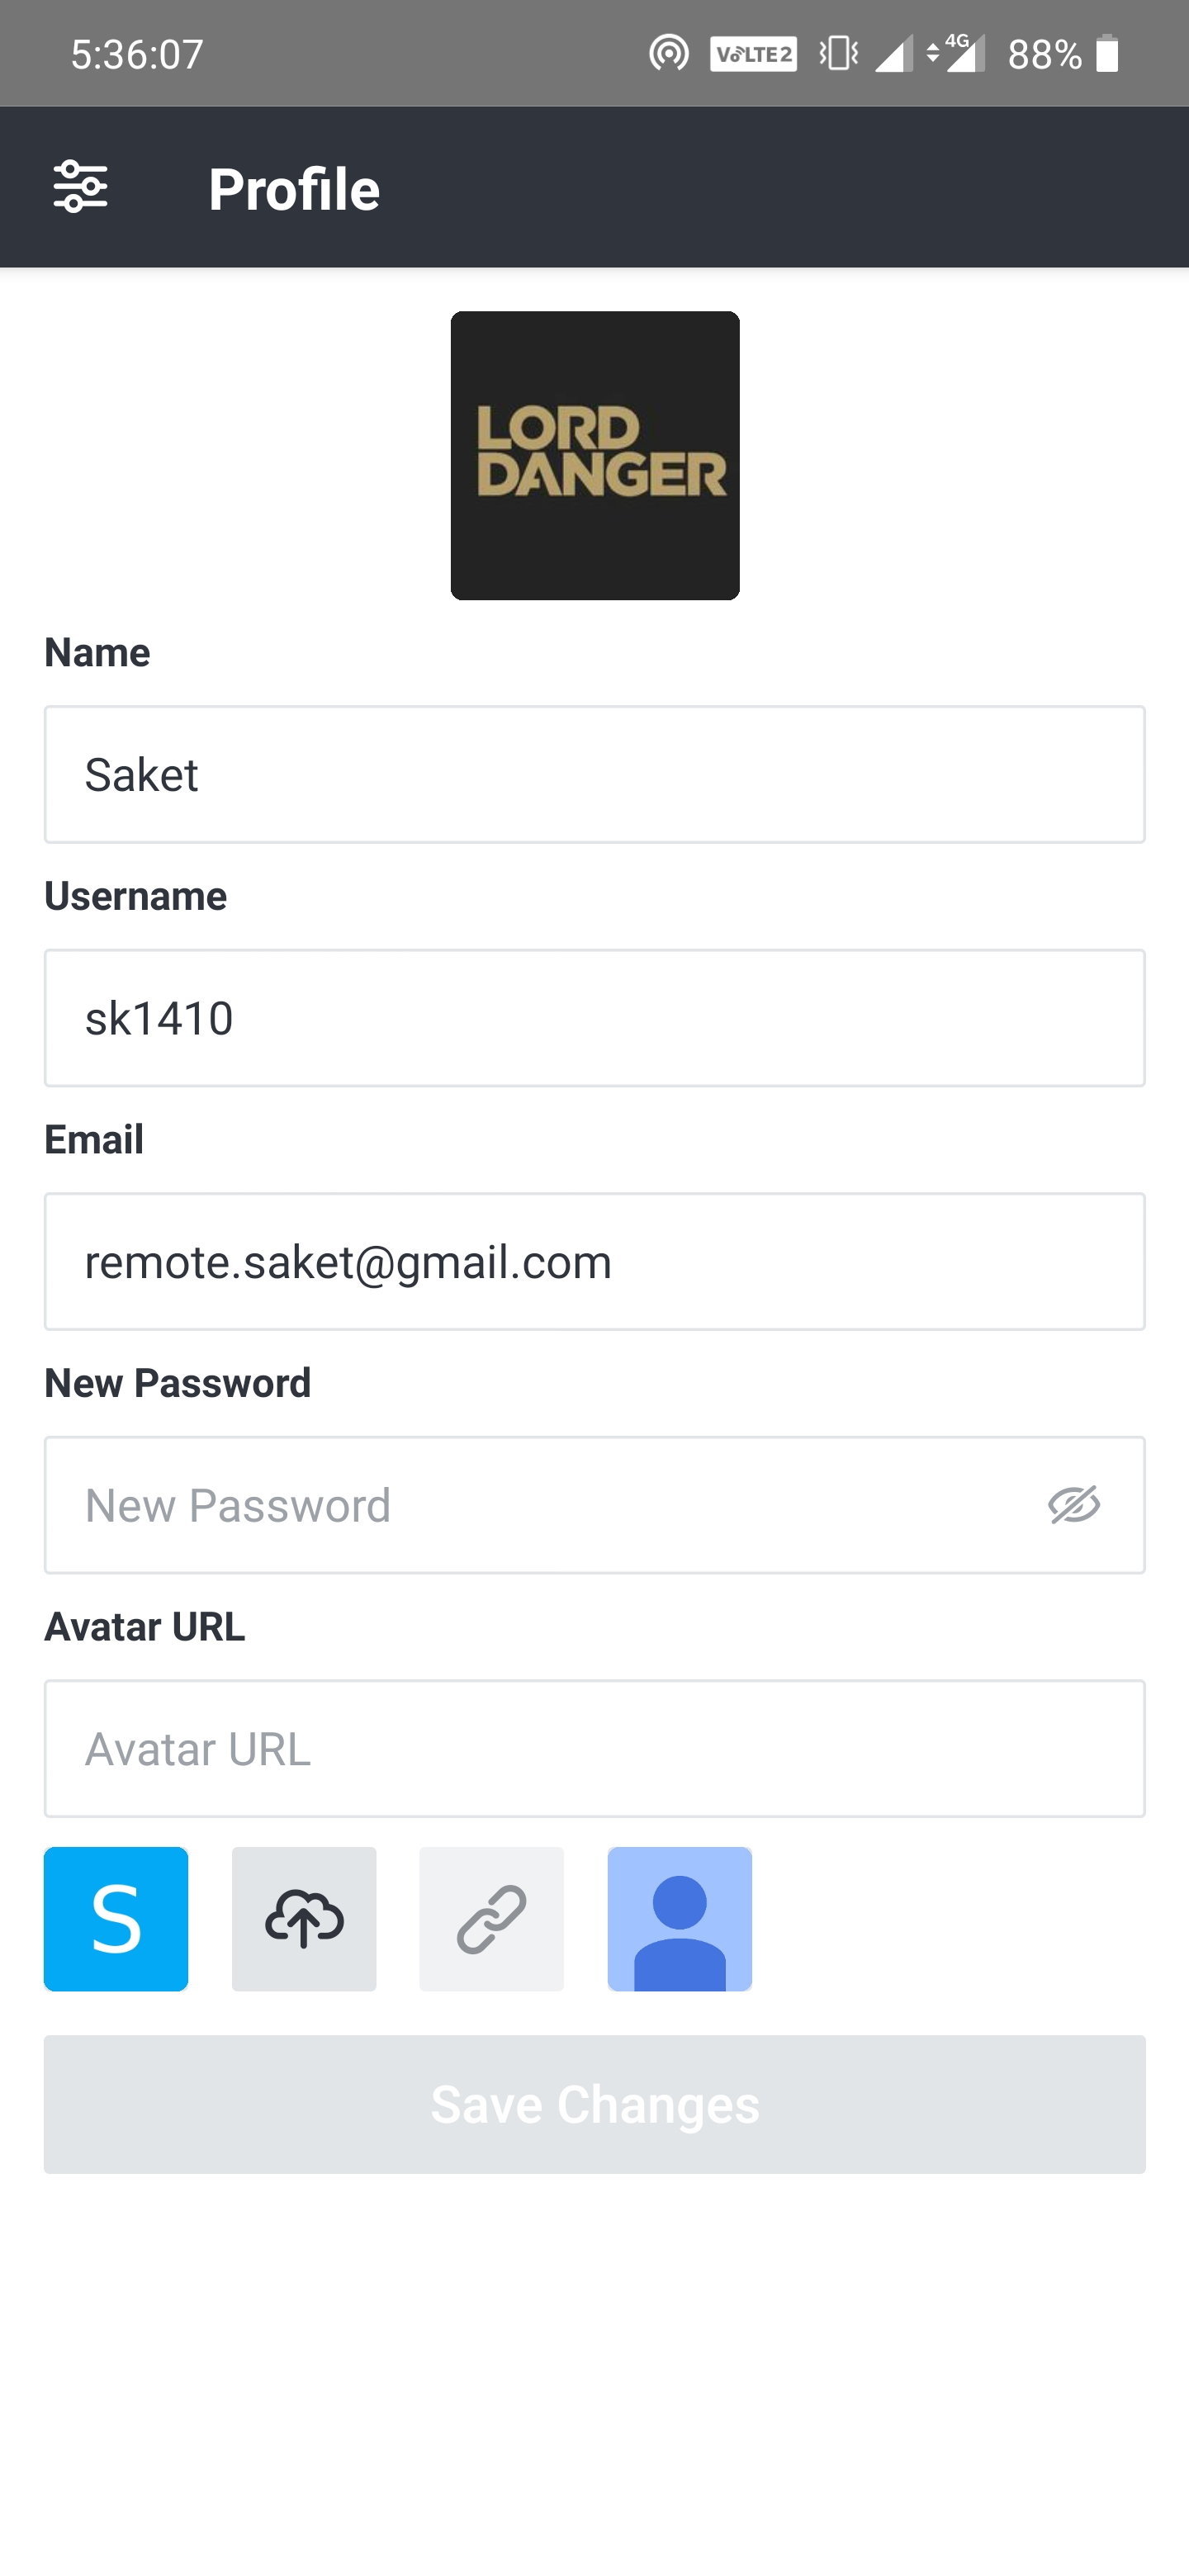 5:36:07
VoLTE2
4G
88%
Profile
LORD
DANGER
Name
Saket
Username
sk1410
Email
remote.saket@gmail.com
New Password
New Password
Avatar URL
Avatar URL
S
Save Changes